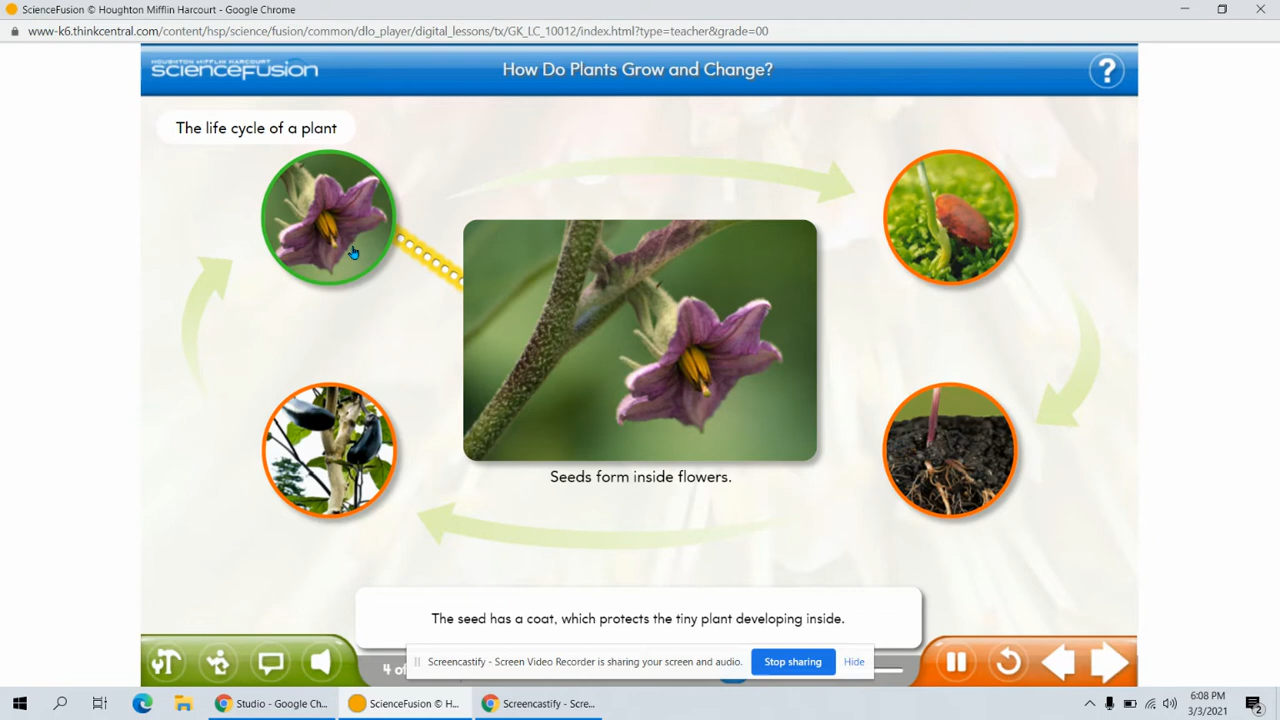 ScienceFusion © Houghton Mifflin Harcourt - Google Chrome
www-k6.thinkcentral.com/content/hsp/science/fusion/common/dlo_player/digital_lessons/tx/GK_LC_10012/index.html?type=teacher&grade=00
HOUGHTON MIFFLIN HARCOURT
SCIENCEFUSION
How Do Plants Grow and Change?
?
The life cycle of a plant
Seeds form inside flowers.
The seed has a coat, which protects the tiny plant developing inside.
4 of
Screencastify - Screen Video Recorder is sharing your screen and audio.
Stop sharing
Hide
Studio - Google Ch...
ScienceFusion © H...
Screencastify - Scre...
6:08 PM
3/3/2021
2